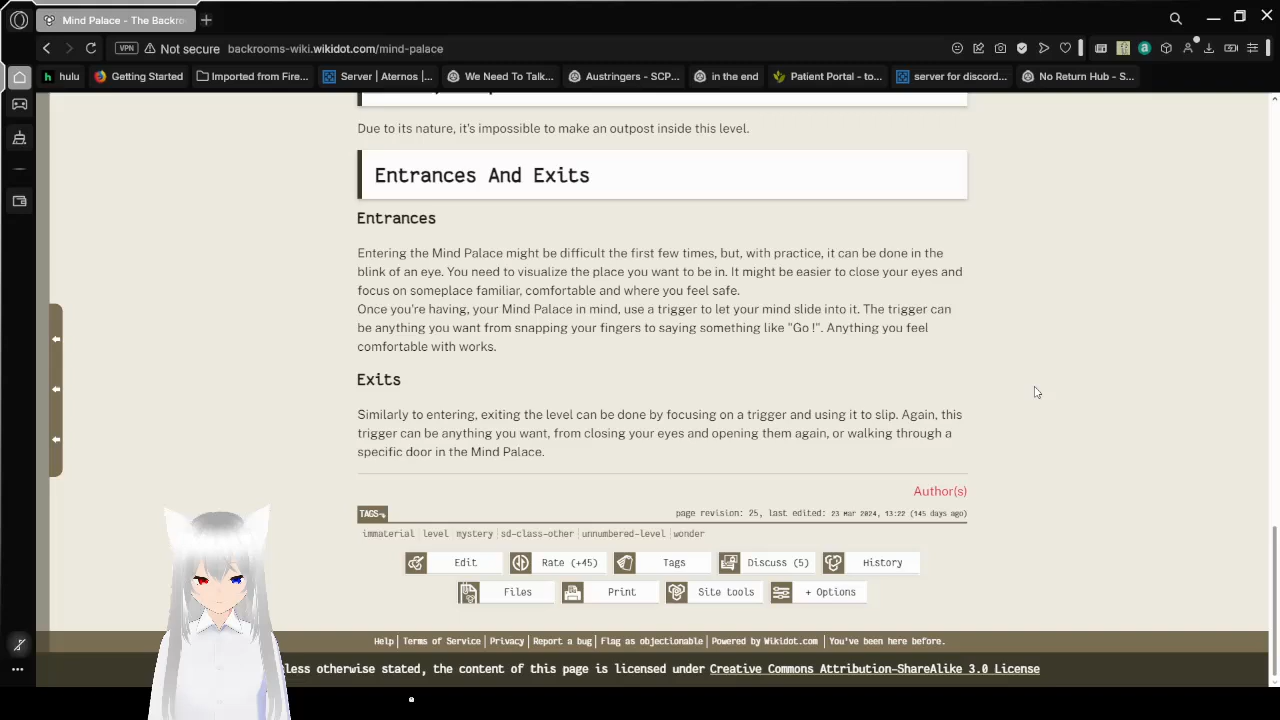 Mind Palace - The Backro
VPN Not secure backrooms-wiki.wikidot.com/mind-palace
hulu Getting Started Imported from Fire... Server | Aternos |... We Need To Talk... Austringers - SCP... in the end Patient Portal - to... server for discord... No Return Hub - S...
Due to its nature, it's impossible to make an outpost inside this level.
Entrances And Exits
Entrances
Entering the Mind Palace might be difficult the first few times, but, with practice, it can be done in the
blink of an eye. You need to visualize the place you want to be in. It might be easier to close your eyes and
focus on someplace familiar, comfortable and where you feel safe.
Once you're having, your Mind Palace in mind, use a trigger to let your mind slide into it. The trigger can
be anything you want from snapping your fingers to saying something like "Go !". Anything you feel
comfortable with works.
Exits
Similarly to entering, exiting the level can be done by focusing on a trigger and using it to slip. Again, this
trigger can be anything you want, from closing your eyes and opening them again, or walking through a
specific door in the Mind Palace.
Author(s)
TAGS page revision: 25, last edited: 23 Mar 2024, 13:22 (145 days ago)
immaterial level mystery sd-class-other unnumbered-level wonder
Edit Rate (+45) Tags Discuss (5) History
Files Print Site tools + Options
Help | Terms of Service | Privacy | Report a bug | Flag as objectionable | Powered by Wikidot.com | You've been here before.
less otherwise stated, the content of this page is licensed under Creative Commons Attribution-ShareAlike 3.0 License